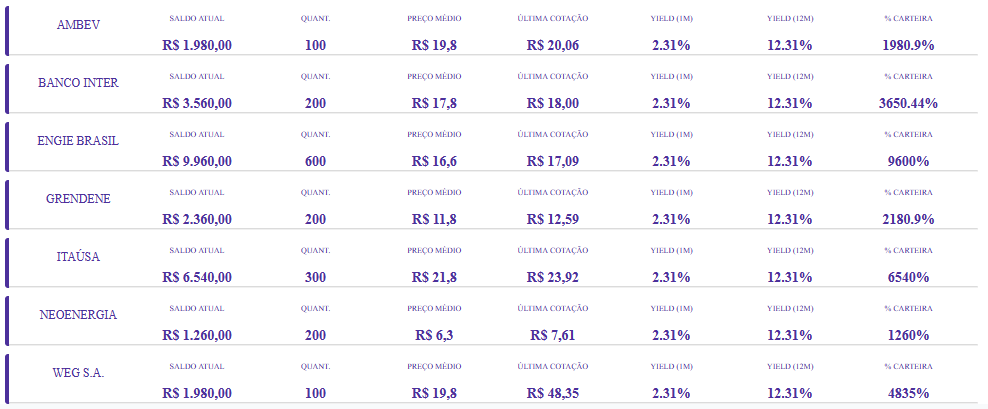 AMBEV
SALDO ATUAL QUANT. PREÇO MÉDIO ÚLTIMA COTAÇÃO YIELD (1M) YIELD (12M) % CARTEIRA
R$ 1.980,00 100 R$ 19,8 R$ 20,06 2.31% 12.31% 1980.9%
BANCO INTER
SALDO ATUAL QUANT. PREÇO MÉDIO ÚLTIMA COTAÇÃO YIELD (1M) YIELD (12M) % CARTEIRA
R$ 3.560,00 200 R$ 17,8 R$ 18,00 2.31% 12.31% 3650.44%
ENGIE BRASIL
SALDO ATUAL QUANT. PREÇO MÉDIO ÚLTIMA COTAÇÃO YIELD (1M) YIELD (12M) % CARTEIRA
R$ 9.960,00 600 R$ 16,6 R$ 17,09 2.31% 12.31% 9600%
GRENDENE
SALDO ATUAL QUANT. PREÇO MÉDIO ÚLTIMA COTAÇÃO YIELD (1M) YIELD (12M) % CARTEIRA
R$ 2.360,00 200 R$ 11,8 R$ 12,59 2.31% 12.31% 2180.9%
ITAÚSA
SALDO ATUAL QUANT. PREÇO MÉDIO ÚLTIMA COTAÇÃO YIELD (1M) YIELD (12M) % CARTEIRA
R$ 6.540,00 300 R$ 21,8 R$ 23,92 2.31% 12.31% 6540%
NEOENERGIA
SALDO ATUAL QUANT. PREÇO MÉDIO ÚLTIMA COTAÇÃO YIELD (1M) YIELD (12M) % CARTEIRA
R$ 1.260,00 200 R$ 6,3 R$ 7,61 2.31% 12.31% 1260%
WEG S.A.
SALDO ATUAL QUANT. PREÇO MÉDIO ÚLTIMA COTAÇÃO YIELD (1M) YIELD (12M) % CARTEIRA
R$ 1.980,00 100 R$ 19,8 R$ 48,35 2.31% 12.31% 4835%